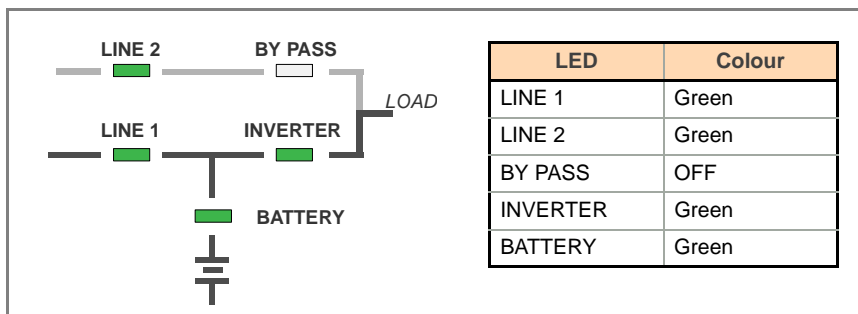 LINE 2 BY PASS
LOAD
LINE 1 INVERTER
BATTERY
LED Colour
LINE 1 Green
LINE 2 Green
BY PASS OFF
INVERTER Green
BATTERY Green